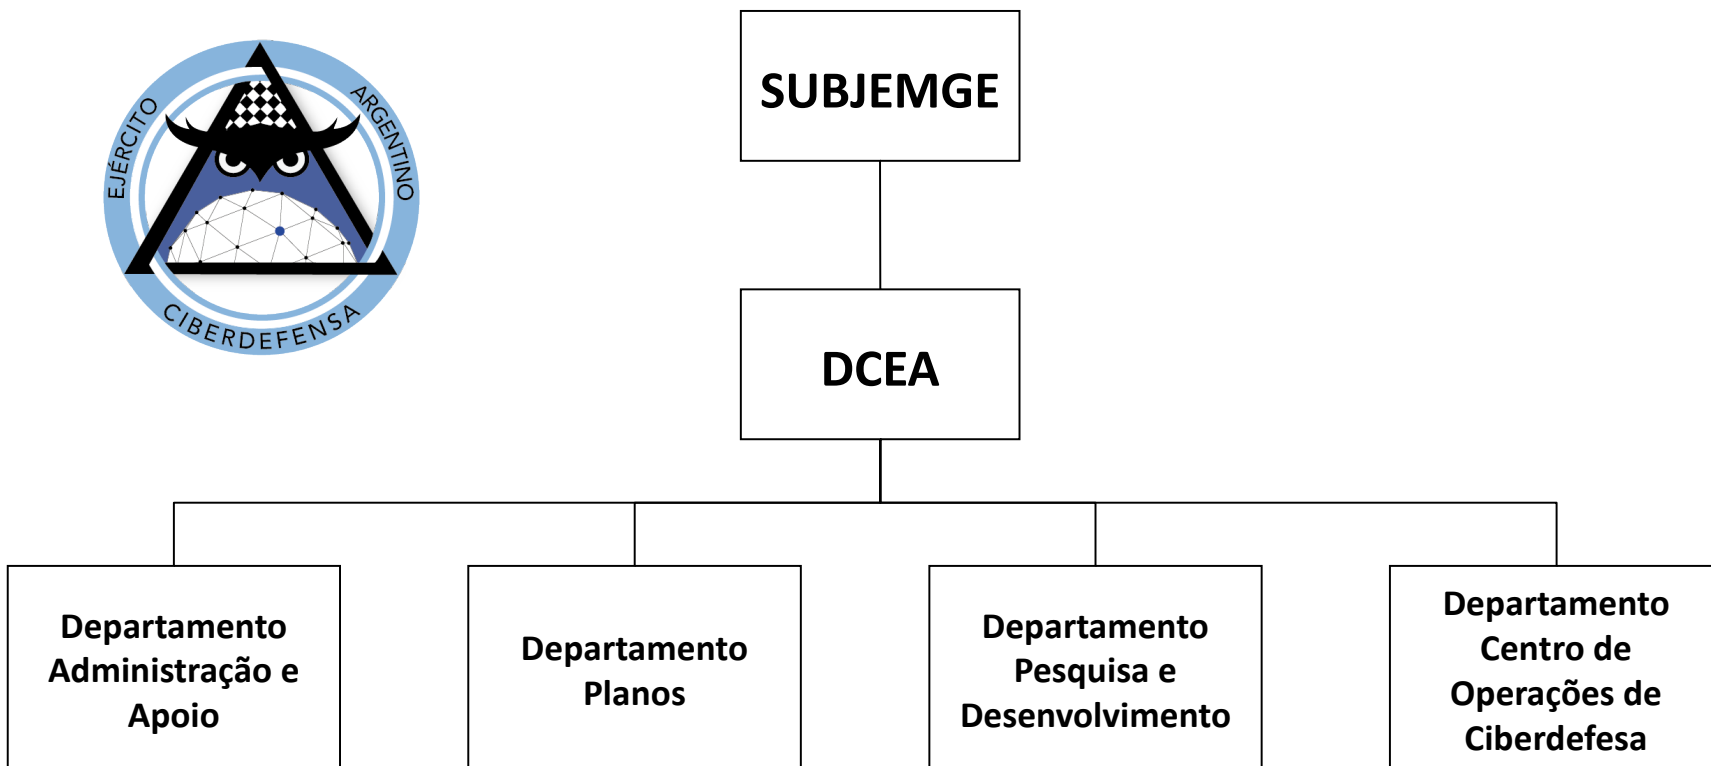 EJÉRCITO ARGENTINO
CIBERDEFENSA
SUBJEMGE
DCEA
Departamento
Administração e
Apoio
Departamento
Planos
Departamento
Pesquisa e
Desenvolvimento
Departamento
Centro de
Operações de
Ciberdefesa